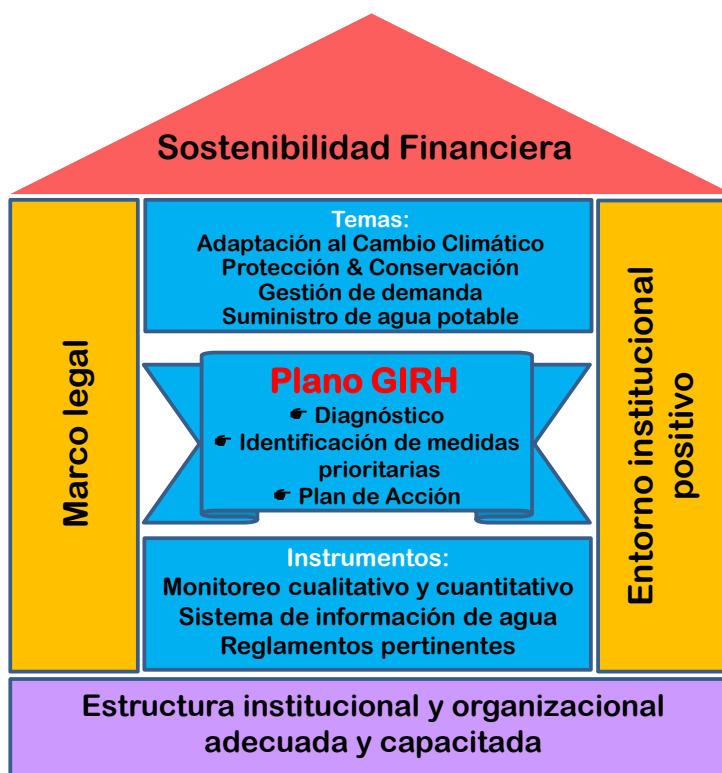 Sostenibilidad Financiera
Marco legal
Temas:
Adaptación al Cambio Climático
Protección & Conservación
Gestión de demanda
Suministro de agua potable
Plano GIRH
☛ Diagnóstico
☛ Identificación de medidas
prioritarias
☛ Plan de Acción
Instrumentos:
Monitoreo cualitativo y cuantitativo
Sistema de información de agua
Reglamentos pertinentes
Entorno institucional
positivo
Estructura institucional y organizacional
adecuada y capacitada